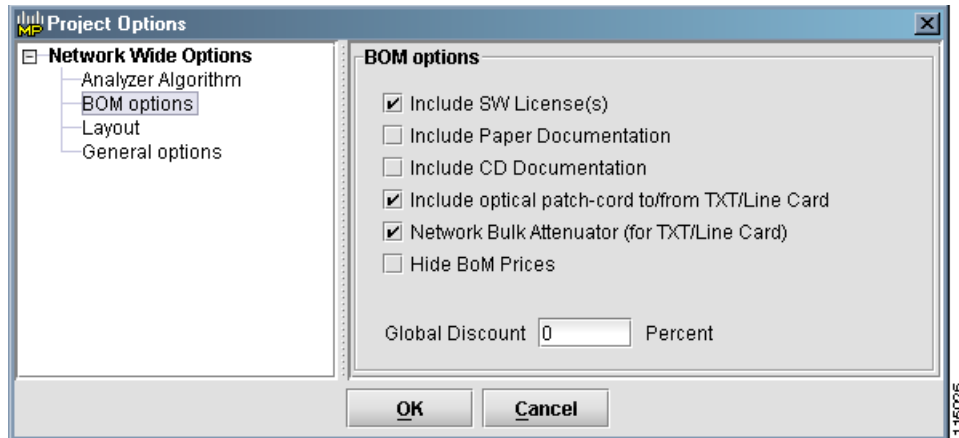 MP Project Options
Network Wide Options
Analyzer Algorithm
BOM options
Layout
General options
BOM options
Include SW License(s)
Include Paper Documentation
Include CD Documentation
Include optical patch-cord to/from TXT/Line Card
Network Bulk Attenuator (for TXT/Line Card)
Hide BoM Prices
Global Discount 0 Percent
OK Cancel